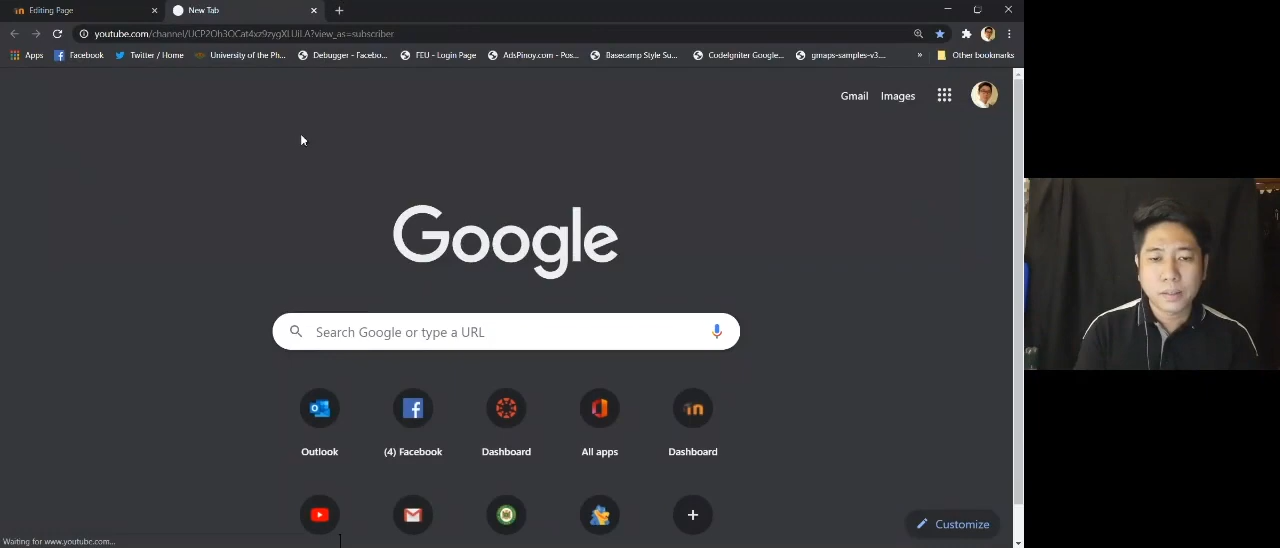 Editing Page
New Tab
youtube.com/channel/UCP2Oh3OCat4xz9zygXLUiLA?view_as=subscriber
Apps Facebook Twitter / Home University of the Ph... Debugger - Facebo... FEU - Login Page AdsPinoy.com - Pos... Basecamp Style Su... CodeIgniter Google... gmaps-samples-v3.... » Other bookmarks
Gmail Images
Google
Search Google or type a URL
Outlook (4) Facebook Dashboard All apps Dashboard
Customize
Waiting for www.youtube.com...